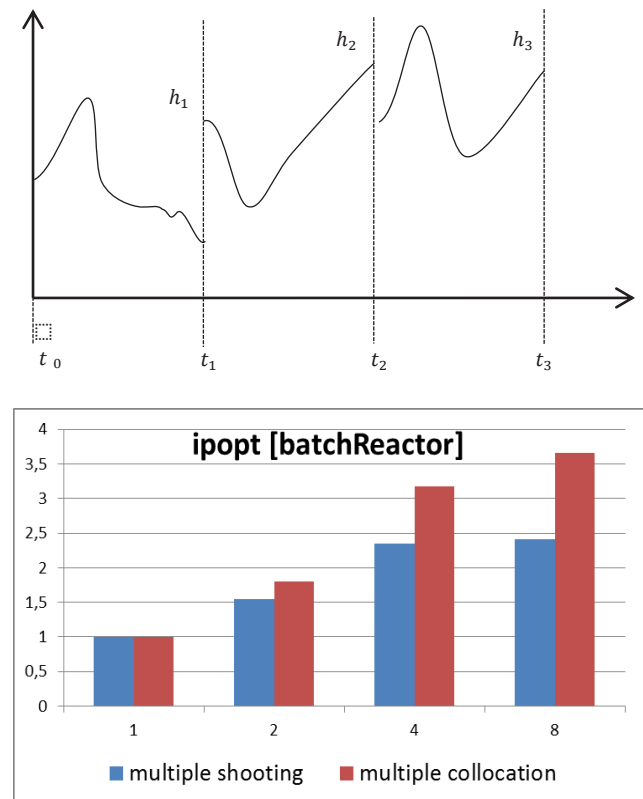 h₁
h₂
h₃
t ₀
t₁
t₂
t₃
ipopt [batchReactor]
4
3,5
3
2,5
2
1,5
1
0,5
0
1 2 4 8
multiple shooting multiple collocation